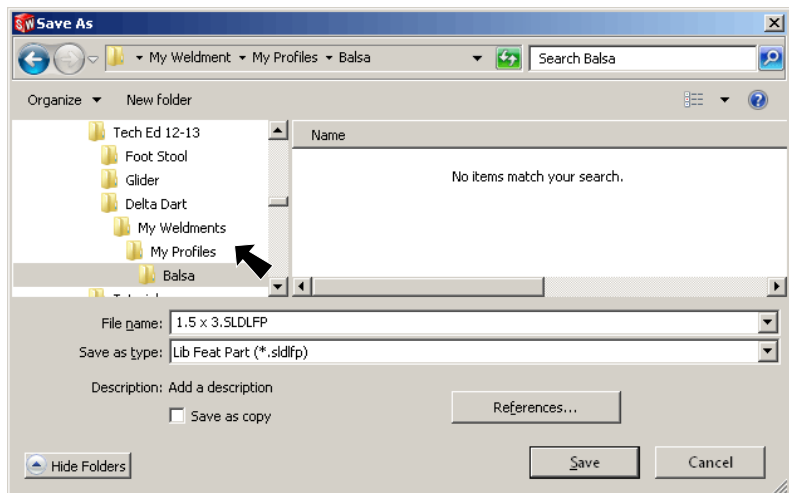 SW Save As
My Weldment My Profiles Balsa Search Balsa
Organize New folder
Tech Ed 12-13
Foot Stool
Glider
Delta Dart
My Weldments
My Profiles
Balsa
Name
No items match your search.
File name: 1.5 x 3.SLDLFP
Save as type: Lib Feat Part (*.sldlfp)
Description: Add a description
Save as copy
References...
Hide Folders
Save Cancel